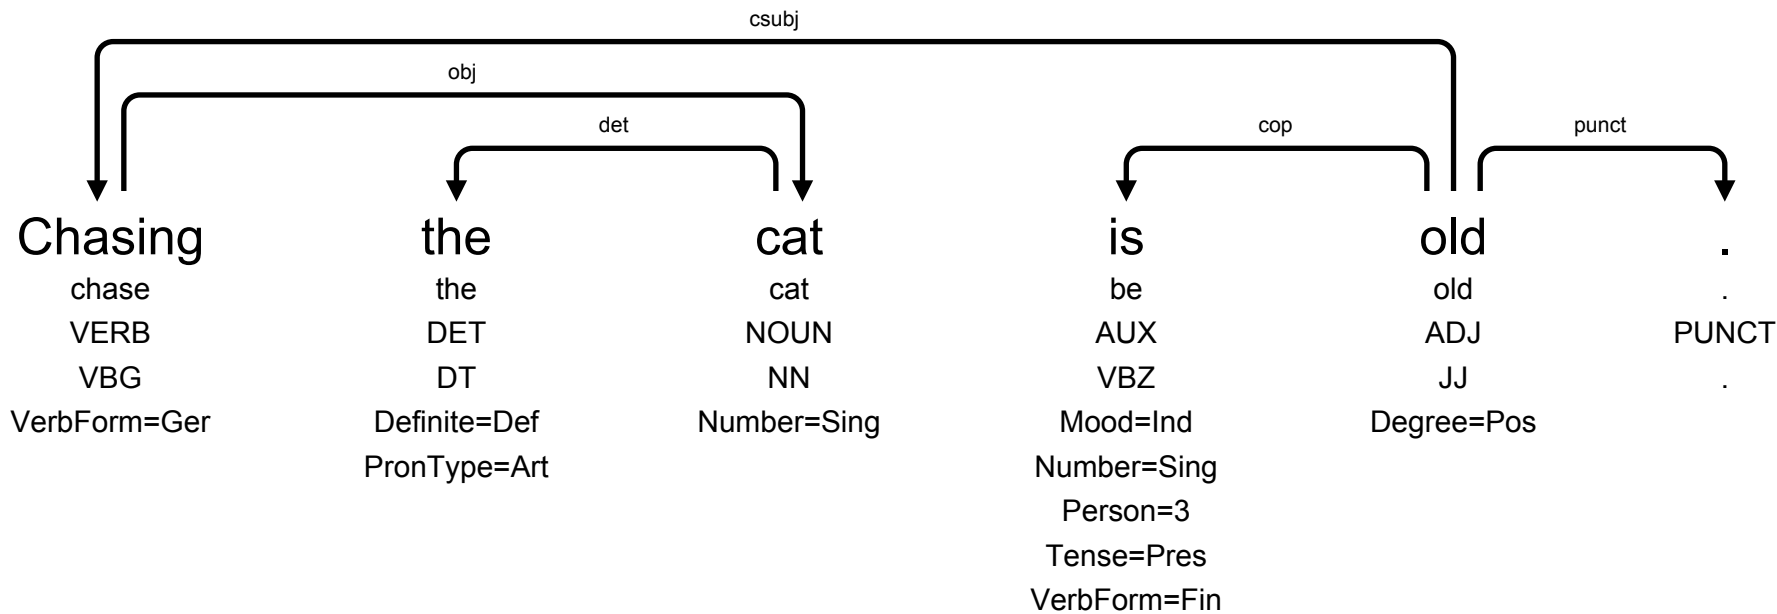 csubj
obj
det cop punct
Chasing the cat is old .
chase the cat be old .
VERB DET NOUN AUX ADJ PUNCT
VBG DT NN VBZ JJ .
VerbForm=Ger Definite=Def Number=Sing Mood=Ind Degree=Pos
PronType=Art Number=Sing
Person=3
Tense=Pres
VerbForm=Fin